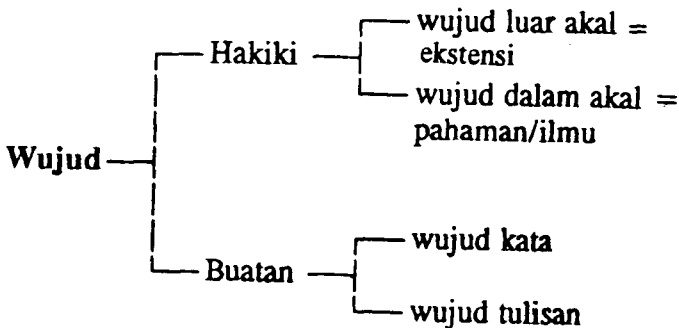 wujud luar akal =
Hakiki
ekstensi
wujud dalam akal =
pahaman/ilmu
Wujud
wujud kata
Buatan
wujud tulisan